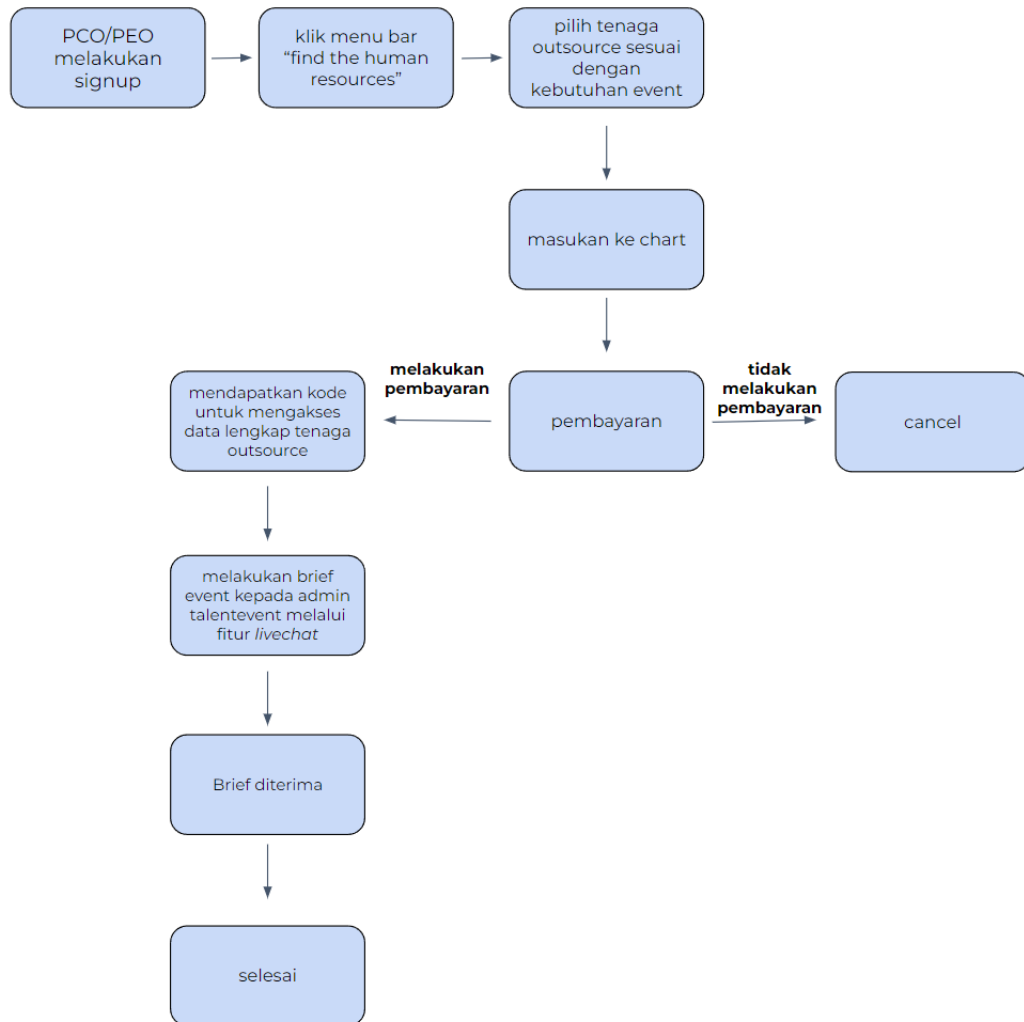 PCO/PEO
melakukan
signup
klik menu bar
“find the human
resources”
pilih tenaga
outsource sesuai
dengan
kebutuhan event
masukan ke chart
melakukan
pembayaran
tidak
melakukan
pembayaran
mendapatkan kode
untuk mengakses
data lengkap tenaga
outsource
pembayaran
cancel
melakukan brief
event kepada admin
talentevent melalui
fitur livechat
Brief diterima
selesai